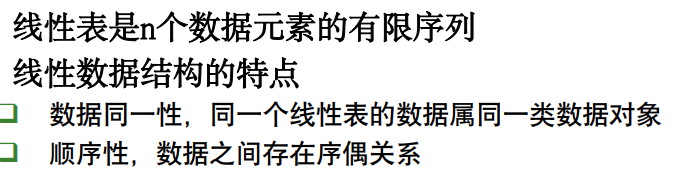 线性表是n个数据元素的有限序列
线性数据结构的特点
数据同一性，同一个线性表的数据属同一类数据对象
顺序性，数据之间存在序偶关系